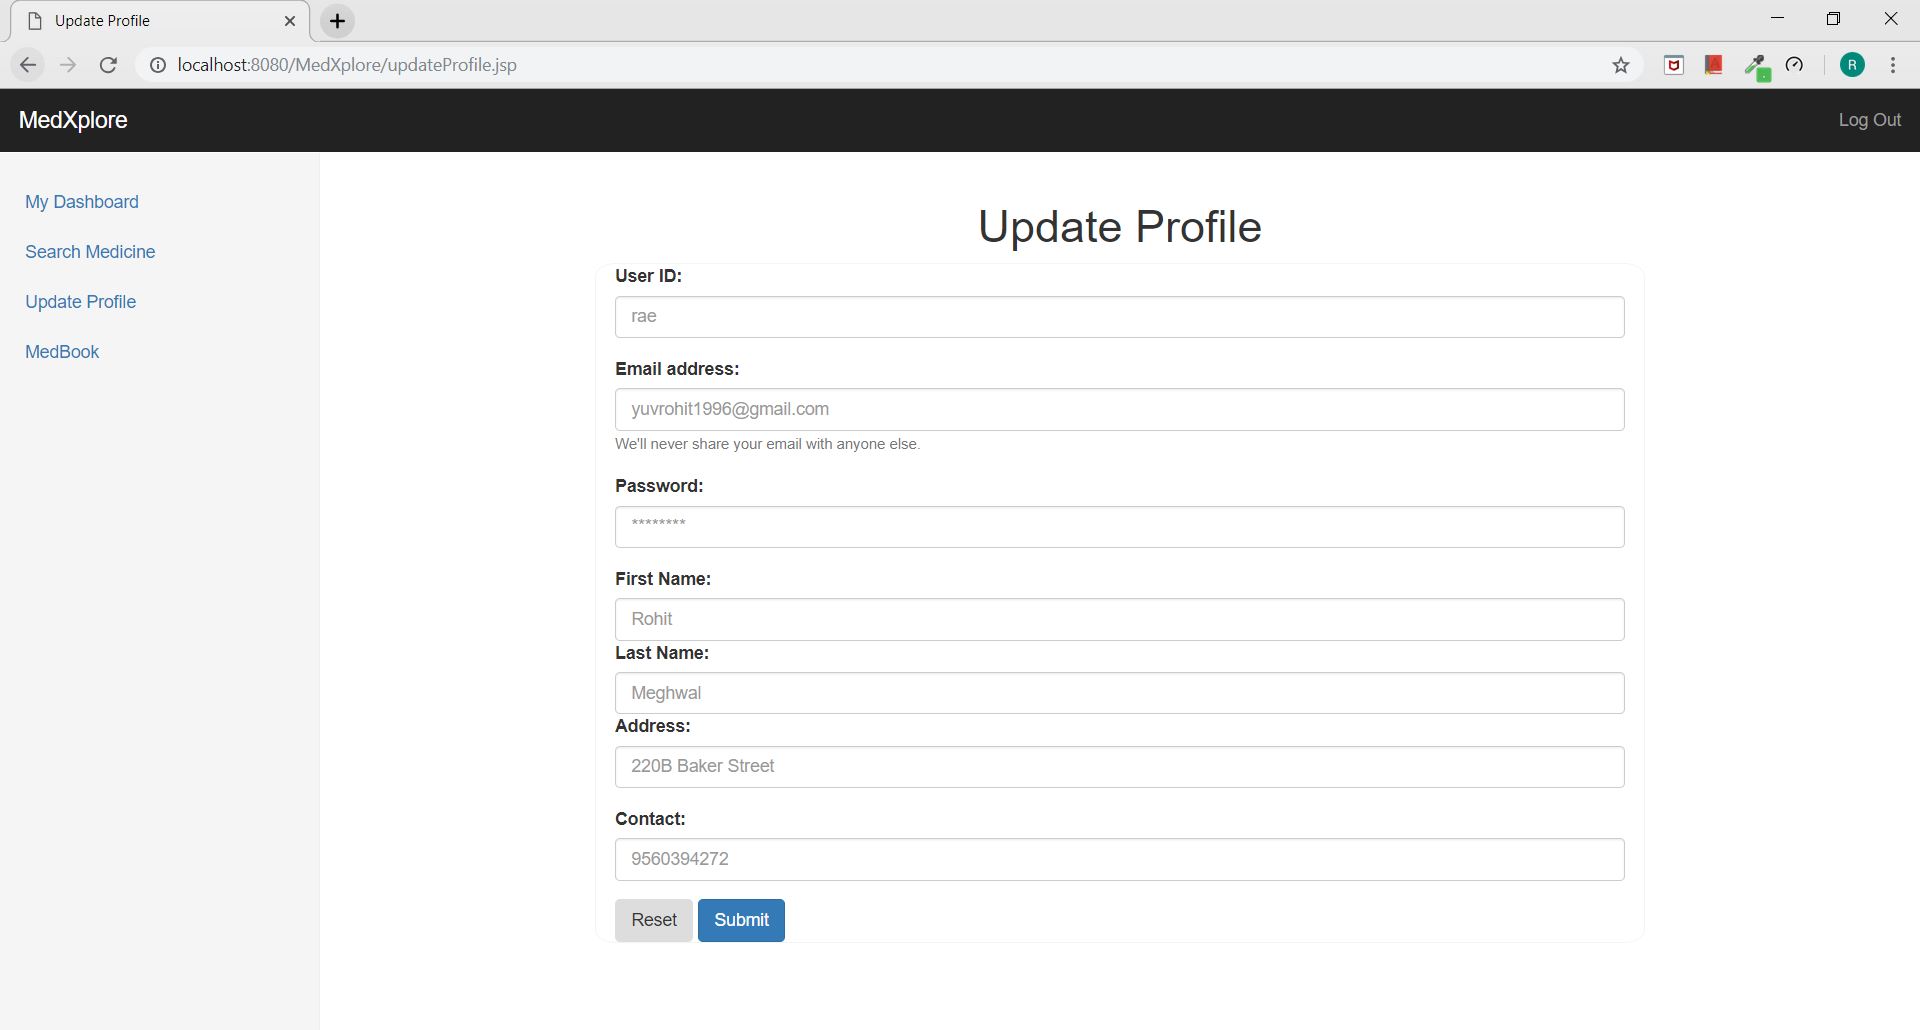 Update Profile
localhost:8080/MedXplore/updateProfile.jsp
R
MedXplore
Log Out
My Dashboard
Search Medicine
Update Profile
MedBook
Update Profile
User ID:
rae
Email address:
yuvrohit1996@gmail.com
We'll never share your email with anyone else.
Password:
********
First Name:
Rohit
Last Name:
Meghwal
Address:
220B Baker Street
Contact:
9560394272
Reset Submit